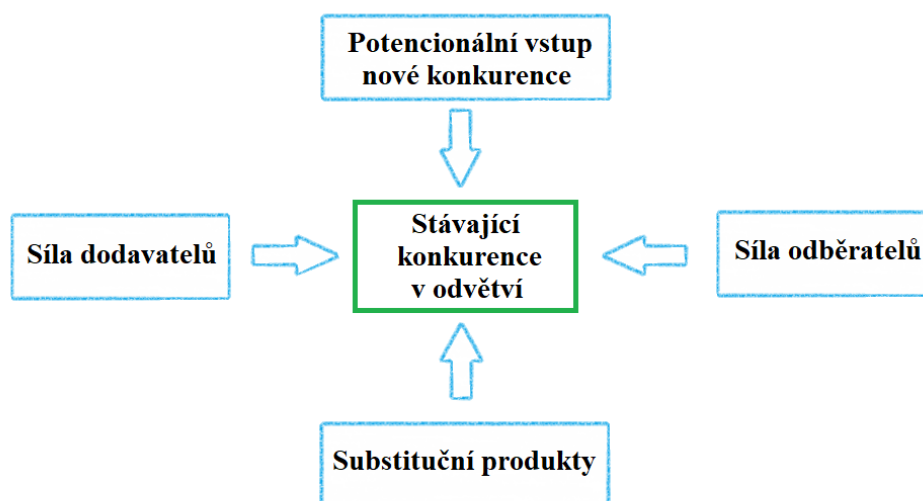 Potencionální vstup
nové konkurence
Síla dodavatelů
Stávající
konkurence
v odvětví
Síla odběratelů
Substituční produkty